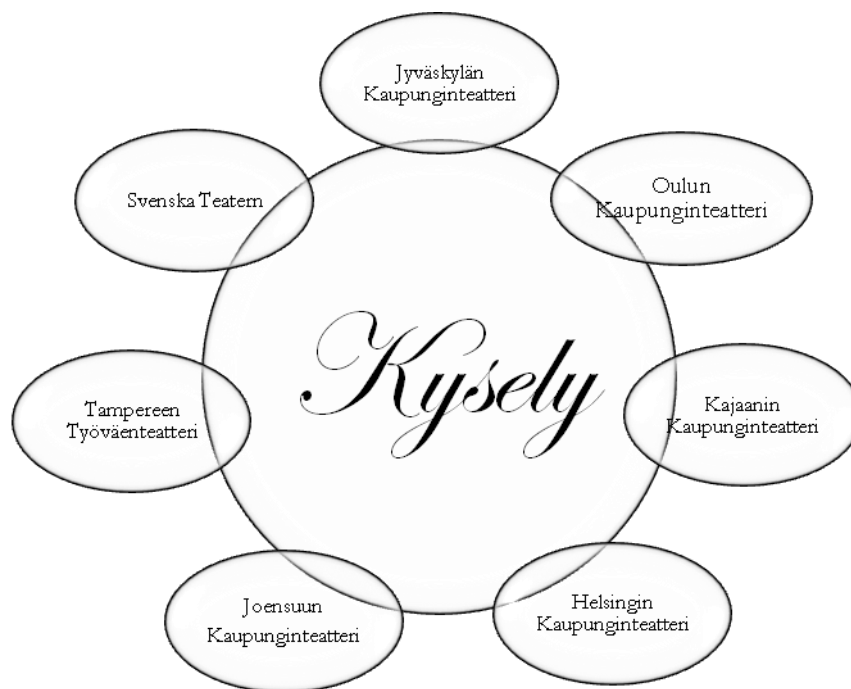 Jyväskylän
Kaupunginteatteri
Svenska Teatern
Oulun
Kaupunginteatteri
Kysely
Tampereen
Työväenteatteri
Kajaanin
Kaupunginteatteri
Joensuun
Kaupunginteatteri
Helsingin
Kaupunginteatteri